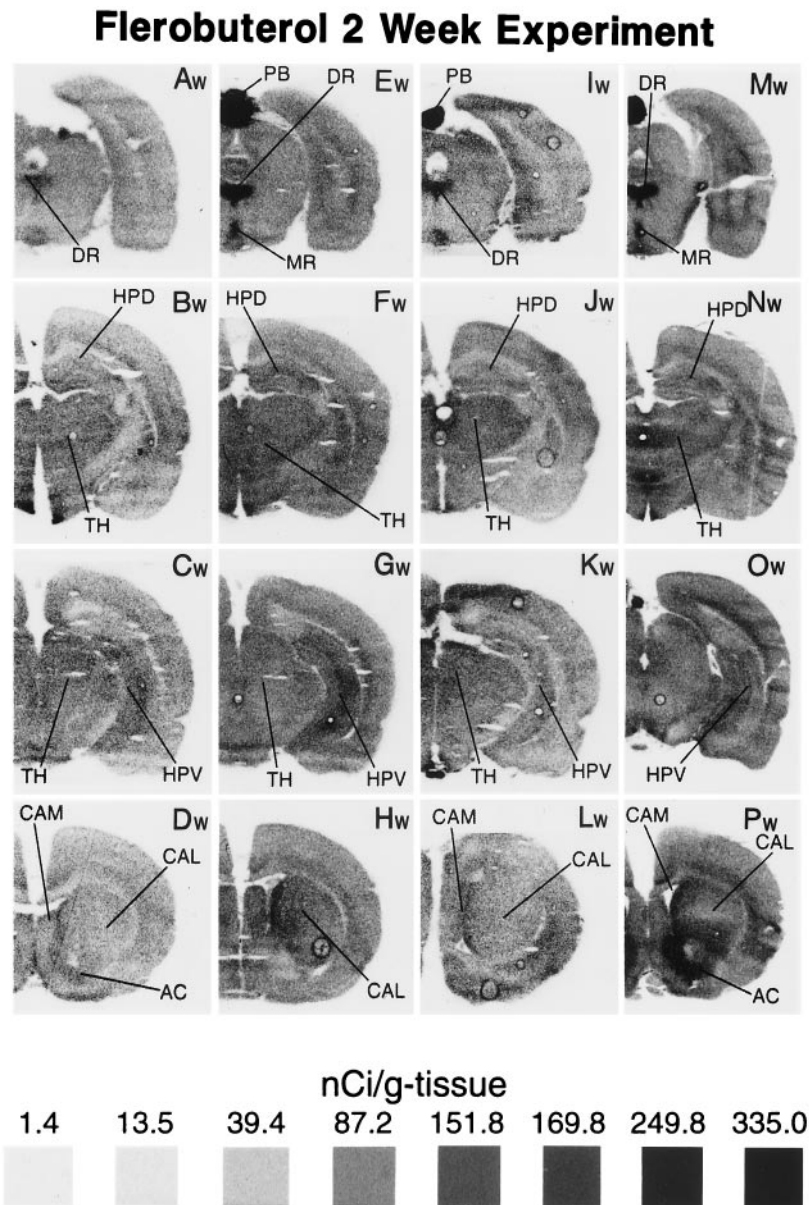 Flerobuterol 2 Week Experiment
Aw PB DR Ew PB Iw DR Mw
DR MR DR MR
HPD Bw HPD Fw HPD Jw HPD Nw
TH TH TH TH
Cw Gw Kw Ow
TH HPV TH HPV TH HPV HPV
CAM Dw Hw CAM Lw CAM Pw
CAL CAL CAL
AC CAL AC
nCi/g-tissue
1.4 13.5 39.4 87.2 151.8 169.8 249.8 335.0